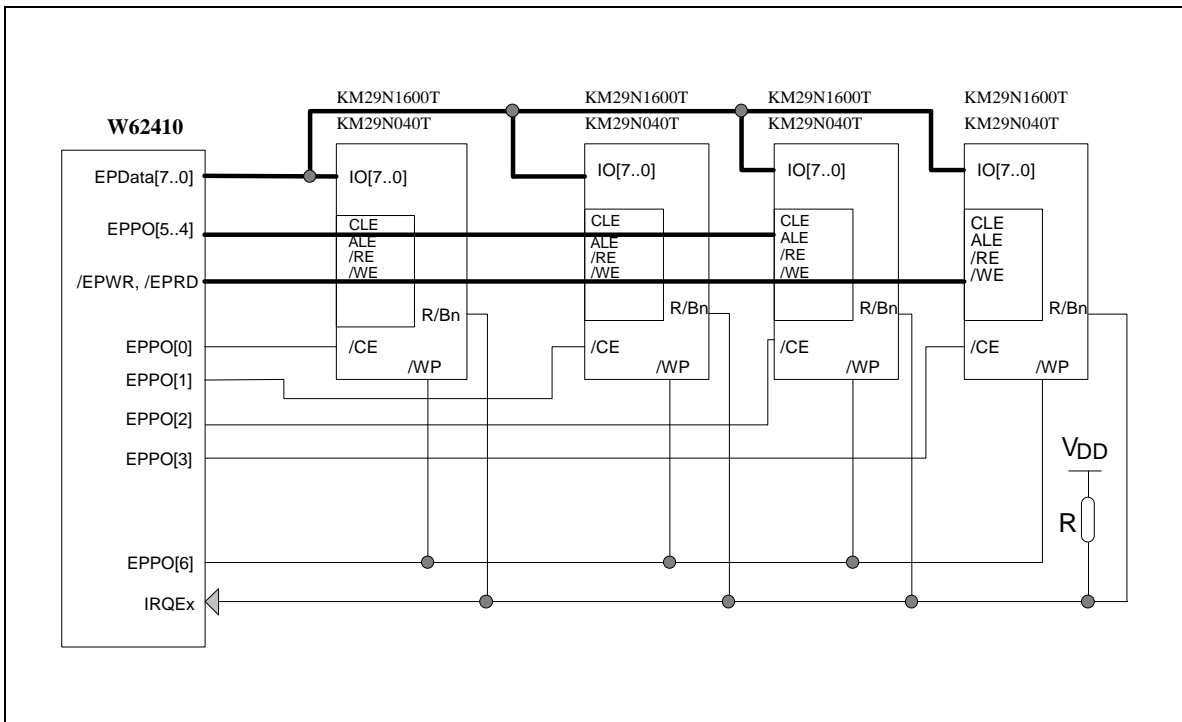 W62410
EPData[7..0]
EPPO[5..4]
/EPWR, /EPRD
EPPO[0]
EPPO[1]
EPPO[2]
EPPO[3]
EPPO[6]
IRQEx
KM29N1600T
KM29N040T
IO[7..0]
CLE
ALE
/RE
/WE
R/Bn
/CE
/WP
KM29N1600T
KM29N040T
IO[7..0]
CLE
ALE
/RE
/WE
R/Bn
/CE
/WP
KM29N1600T
KM29N040T
IO[7..0]
CLE
ALE
/RE
/WE
R/Bn
/CE
/WP
KM29N1600T
KM29N040T
IO[7..0]
CLE
ALE
/RE
/WE
R/Bn
/CE
/WP
VDD
R